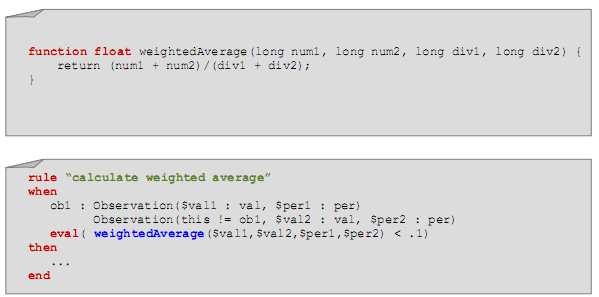 function float weightedAverage(long num1, long num2, long div1, long div2) {
return (num1 + num2)/(div1 + div2);
}
rule “calculate weighted average”
when
ob1 : Observation($val1 : val, $per1 : per)
Observation(this != ob1, $val2 : val, $per2 : per)
eval( weightedAverage($val1,$val2,$per1,$per2) < .1)
then
...
end